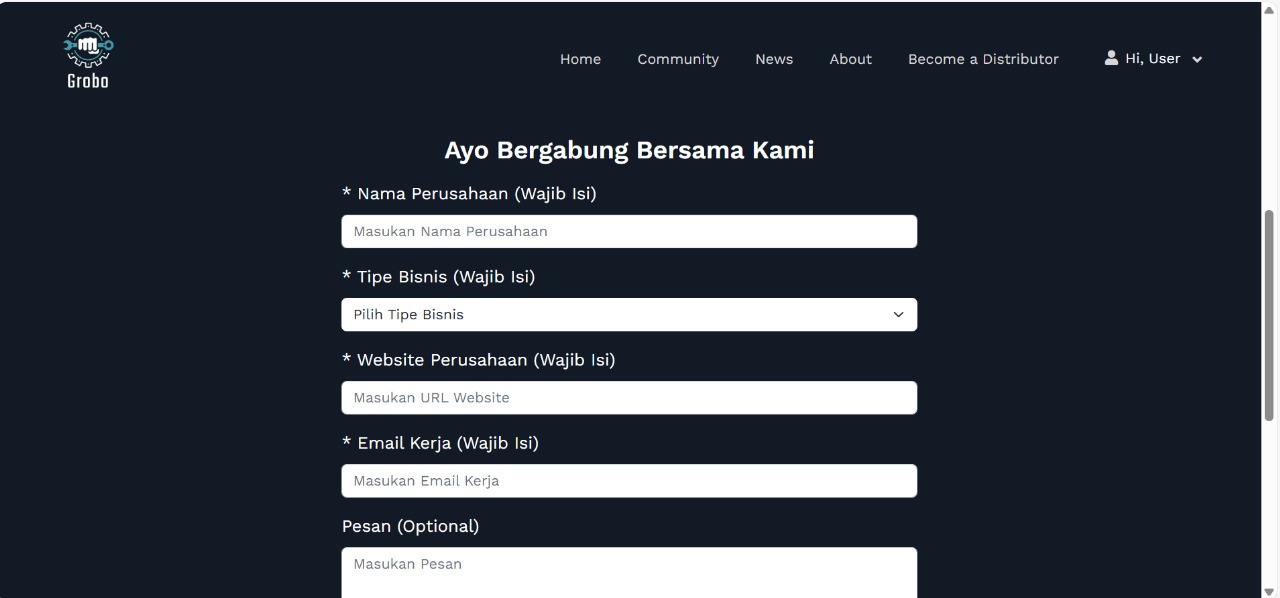 Grobo
Home Community News About Become a Distributor Hi, User
Ayo Bergabung Bersama Kami
* Nama Perusahaan (Wajib Isi)
Masukan Nama Perusahaan
* Tipe Bisnis (Wajib Isi)
Pilih Tipe Bisnis
* Website Perusahaan (Wajib Isi)
Masukan URL Website
* Email Kerja (Wajib Isi)
Masukan Email Kerja
Pesan (Optional)
Masukan Pesan